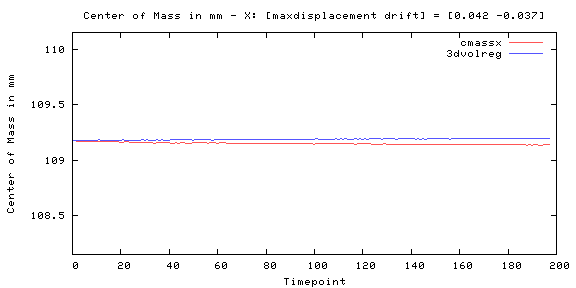 Center of Mass in mm - X: [maxdisplacement drift] = [0.042 -0.037]
cmassx
3dvolreg
110
109.5
109
108.5
Center of Mass in mm
0 20 40 60 80 100 120 140 160 180 200
Timepoint